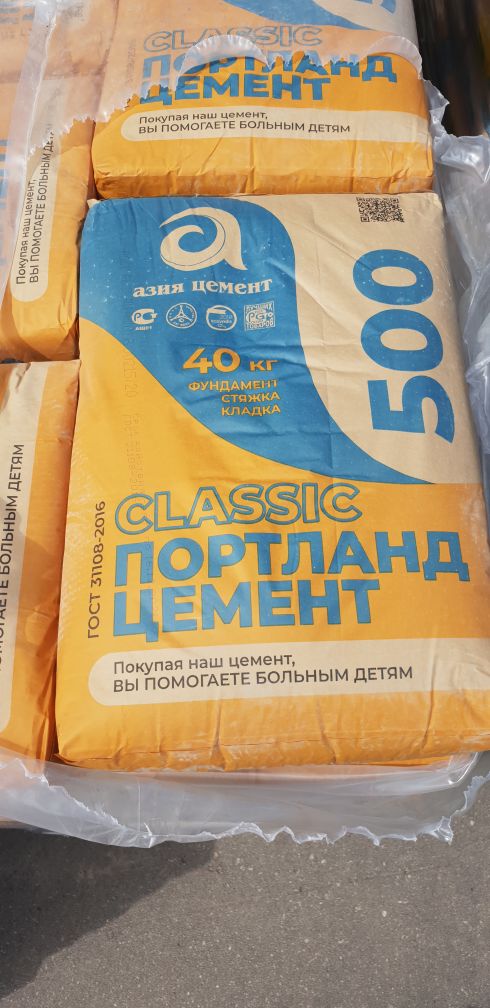 CLASSIC
ПОРТЛАНД
ЦЕМЕНТ
Покупая наш цемент,
ВЫ ПОМОГАЕТЕ БОЛЬНЫМ ДЕТЯМ
Покупая наш цемент,
ВЫ ПОМОГАЕТЕ БОЛЬНЫМ ДЕТЯМ
азия цемент
500
40 кг
ФУНДАМЕНТ
СТЯЖКА
КЛАДКА
ГОСТ 31108-2016
CLASSIC
ПОРТЛАНД
ЦЕМЕНТ
Покупая наш цемент,
ВЫ ПОМОГАЕТЕ БОЛЬНЫМ ДЕТЯМ
БОЛЬНЫМ ДЕТЯМ